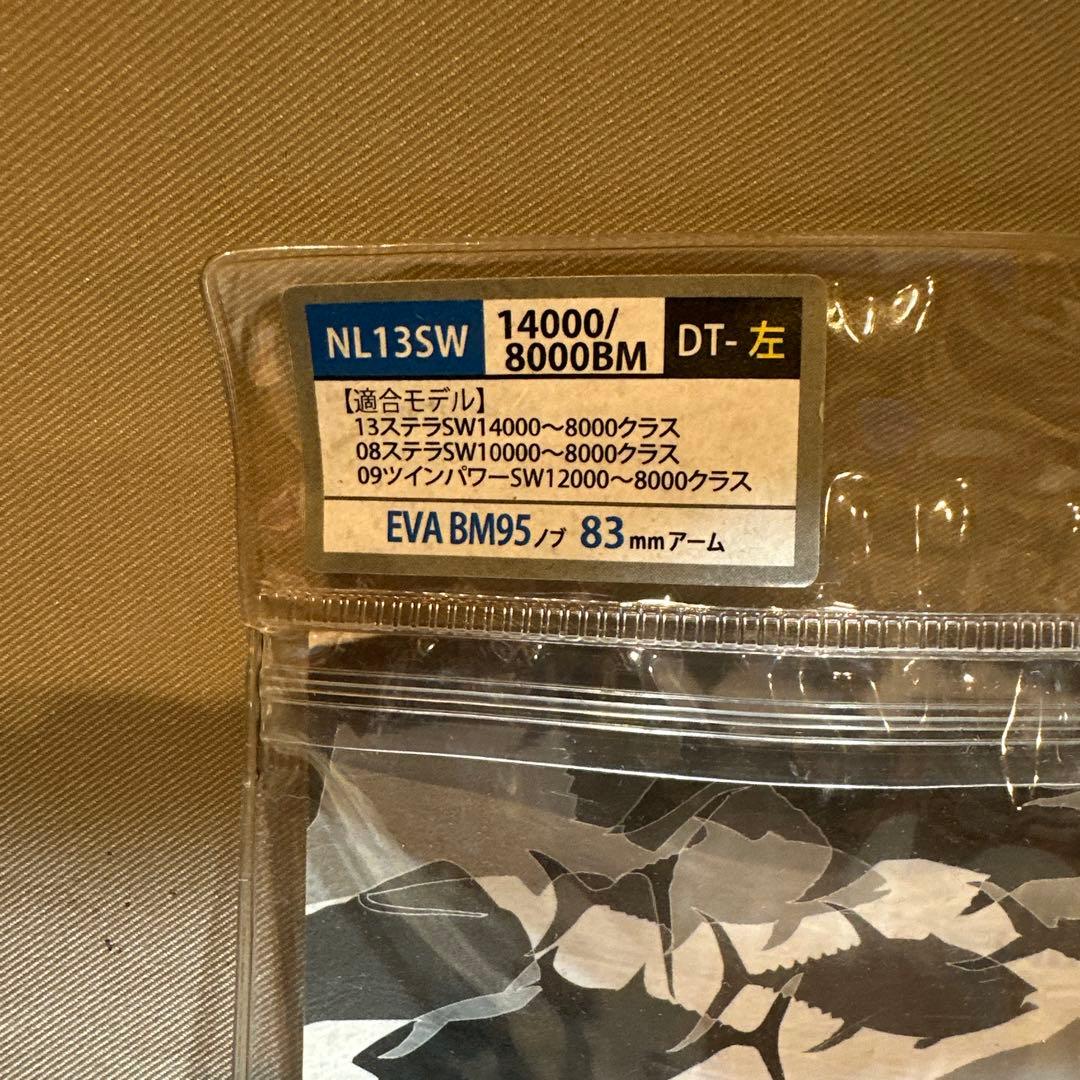 NL13SW
14000/
8000BM
DT-左
【適合モデル】
13ステラSW14000〜8000クラス
08ステラSW10000〜8000クラス
09ツインパワーSW12000〜8000クラス
EVA BM95ノブ 83mmアーム